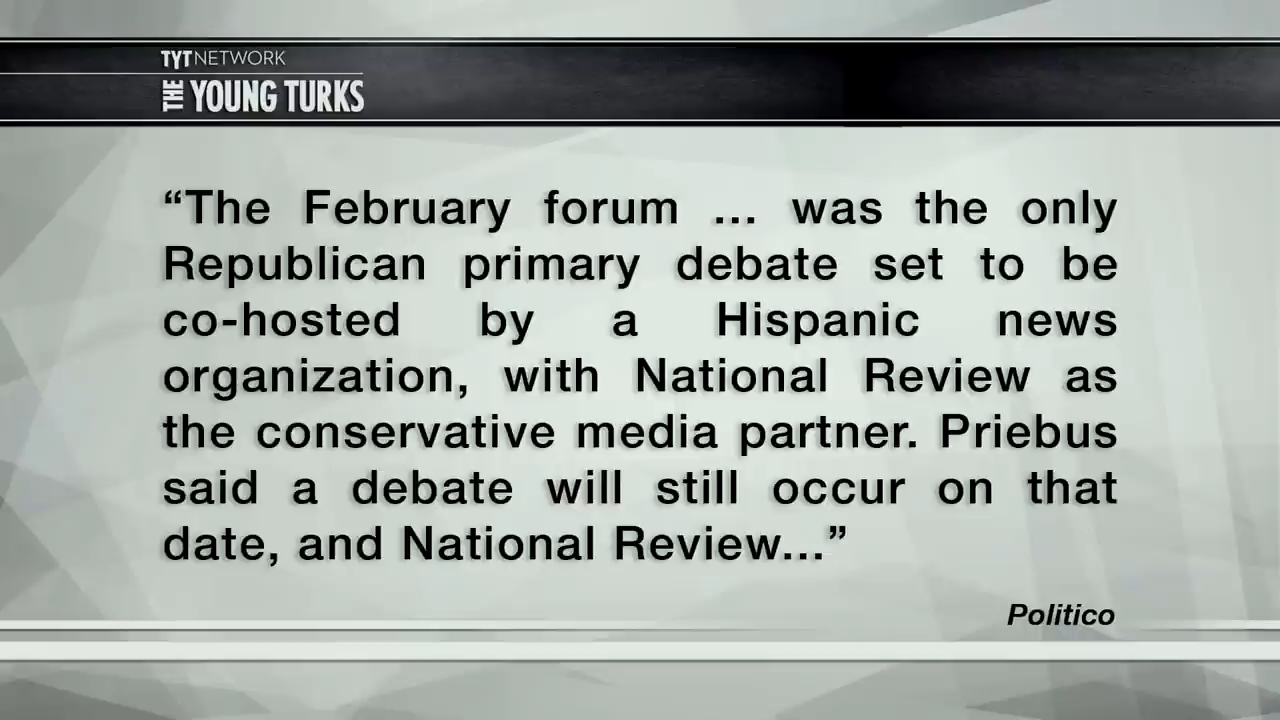 TYT NETWORK
THE YOUNG TURKS
“The February forum ... was the only
Republican primary debate set to be
co-hosted by a Hispanic news
organization, with National Review as
the conservative media partner. Priebus
said a debate will still occur on that
date, and National Review...”
Politico